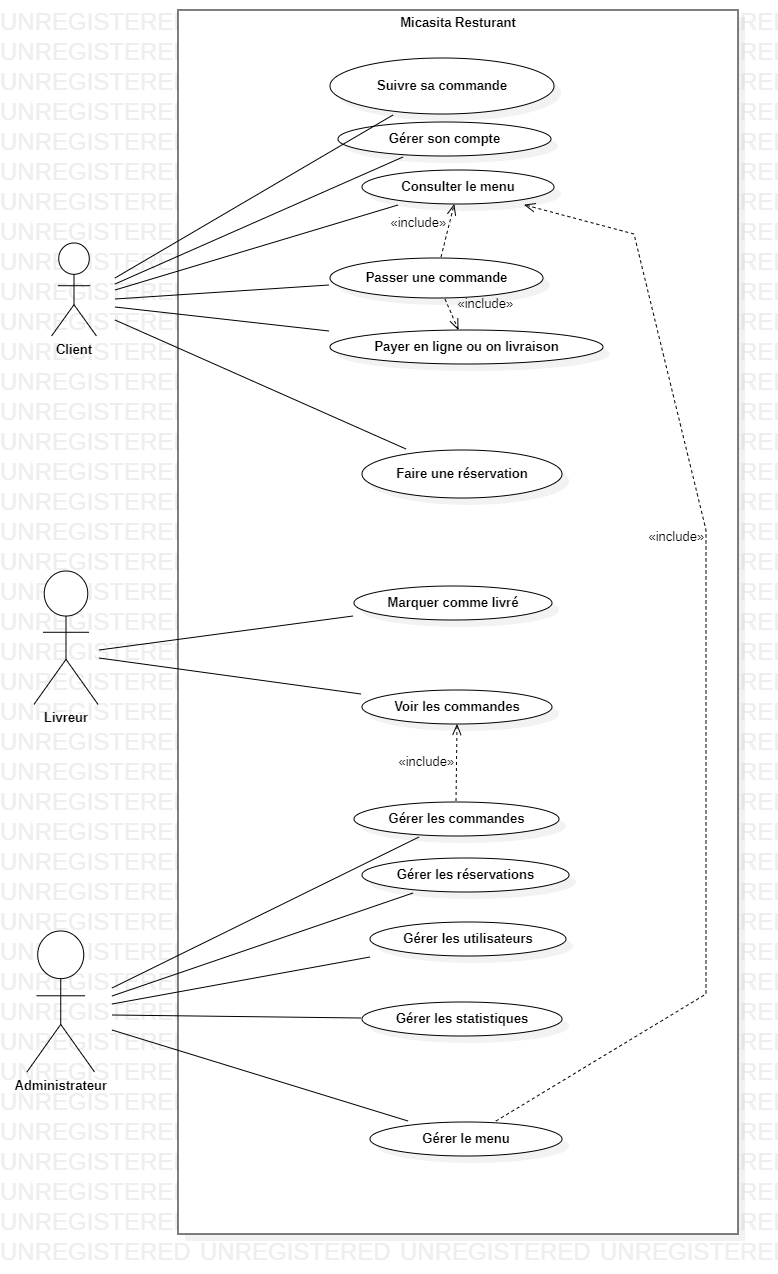 Micasita Resturant
Suivre sa commande
Gérer son compte
Consulter le menu
«include»
Passer une commande
«include»
Payer en ligne ou on livraison
Client
Faire une réservation
«include»
Marquer comme livré
Livreur
Voir les commandes
«include»
Gérer les commandes
Gérer les réservations
Gérer les utilisateurs
Gérer les statistiques
Administrateur
Gérer le menu
UNREGISTERED UNREGISTERED UNREGISTERED UNREGISTERED